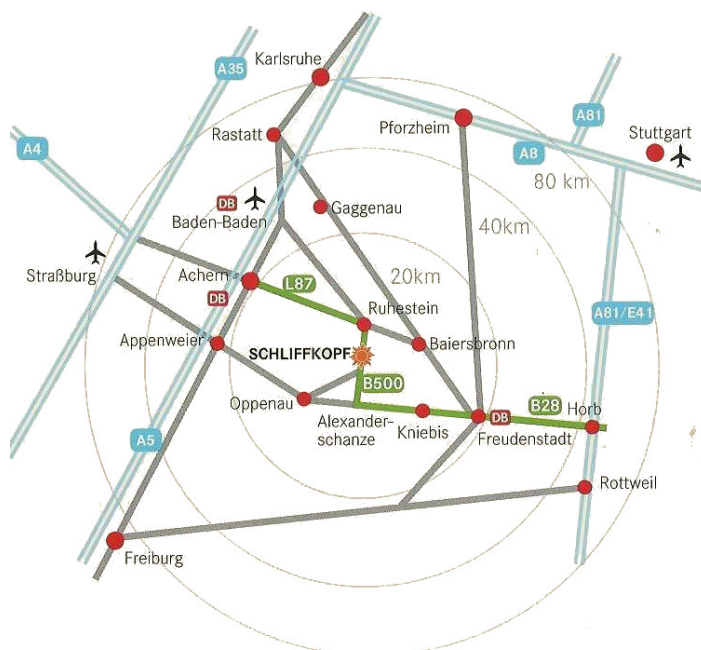 A35
Karlsruhe
A81
Stuttgart
Rastatt
Pforzheim
A4
A8
80 km
DB
Baden-Baden
Gaggenau
40km
Straßburg
Achern
20km
DB
L87
Ruhestein
A81/E41
Appenweier
SCHLIFFKOPF
Baiersbronn
B500
Oppenau
B28
Horb
Alexander-
schanze
Kniebis
DB
Freudenstadt
A5
Rottweil
Freiburg